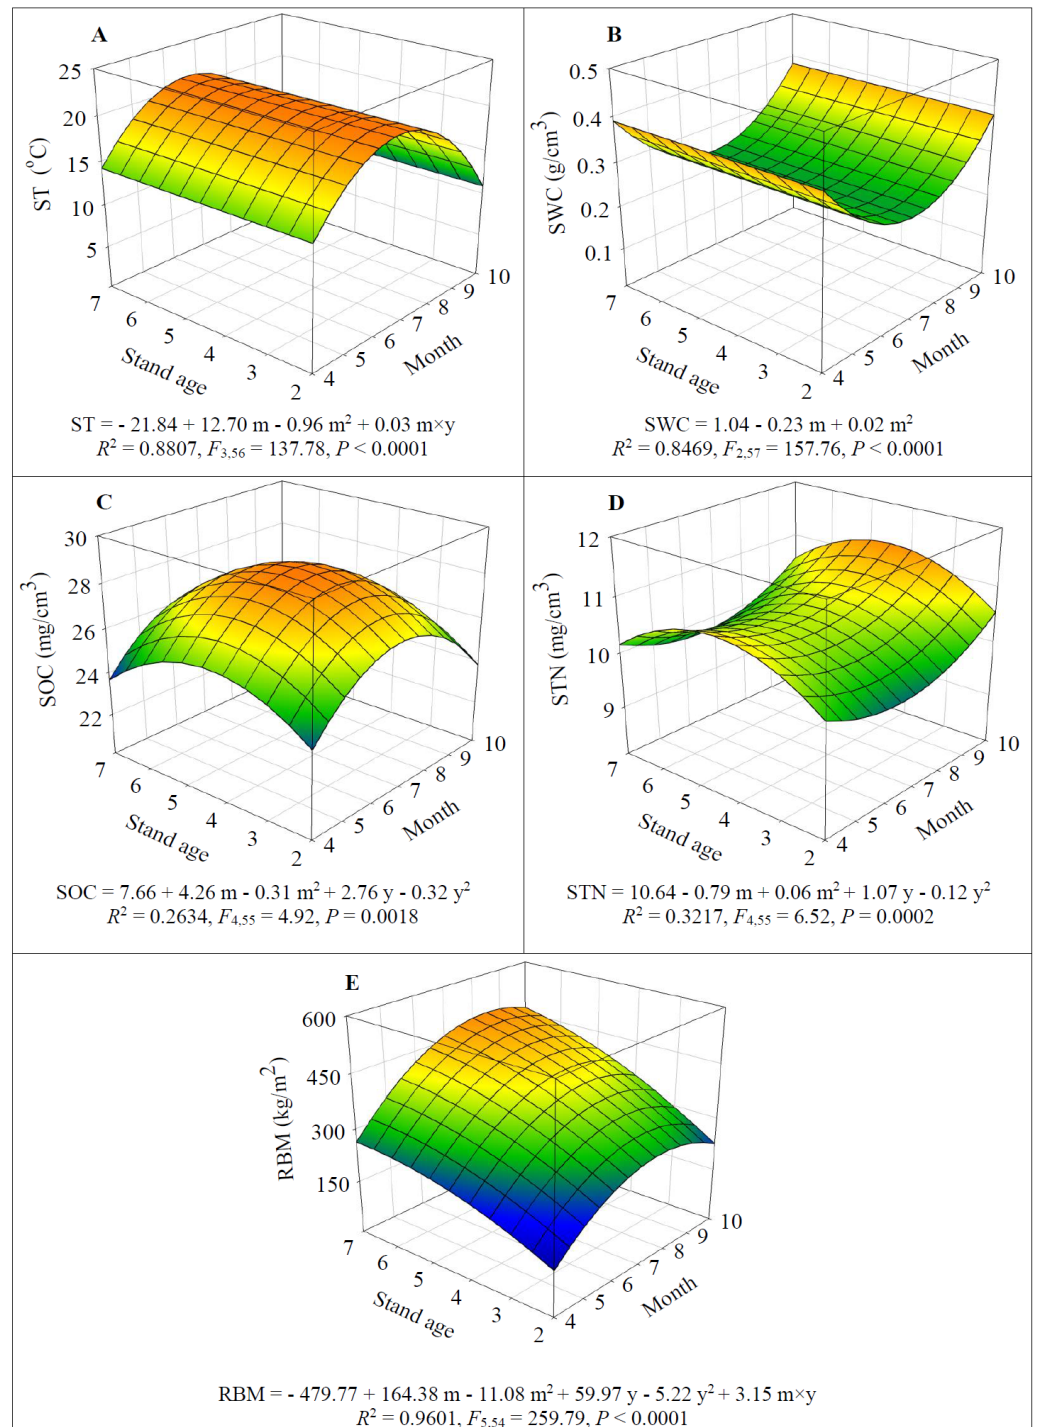 A
25
20
15
10
5
ST (°C)
7
6
5
4
3
2
Stand age
4
5
6
7
8
9
10
Month
ST = - 21.84 + 12.70 m - 0.96 m² + 0.03 m×y
R² = 0.8807, F3,56 = 137.78, P < 0.0001
B
0.5
0.4
0.3
0.2
0.1
SWC (g/cm³)
7
6
5
4
3
2
Stand age
4
5
6
7
8
9
10
Month
SWC = 1.04 - 0.23 m + 0.02 m²
R² = 0.8469, F2,57 = 157.76, P < 0.0001
C
30
28
26
24
22
SOC (mg/cm³)
7
6
5
4
3
2
Stand age
4
5
6
7
8
9
10
Month
SOC = 7.66 + 4.26 m - 0.31 m² + 2.76 y - 0.32 y²
R² = 0.2634, F4,55 = 4.92, P = 0.0018
D
12
11
10
9
STN (mg/cm³)
7
6
5
4
3
2
Stand age
4
5
6
7
8
9
10
Month
STN = 10.64 - 0.79 m + 0.06 m² + 1.07 y - 0.12 y²
R² = 0.3217, F4,55 = 6.52, P = 0.0002
E
600
450
300
150
RBM (kg/m²)
7
6
5
4
3
2
Stand age
4
5
6
7
8
9
10
Month
RBM = - 479.77 + 164.38 m - 11.08 m² + 59.97 y - 5.22 y² + 3.15 m×y
R² = 0.9601, F5,54 = 259.79, P < 0.0001